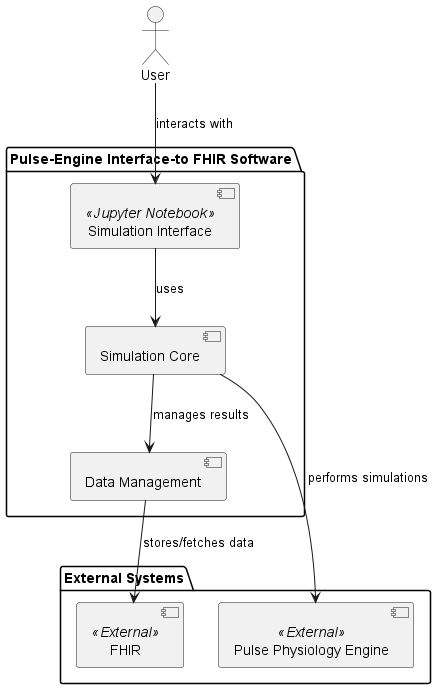 User
interacts with
Pulse-Engine Interface-to FHIR Software
«Jupyter Notebook»
Simulation Interface
uses
Simulation Core
manages results
performs simulations
Data Management
stores/fetches data
External Systems
«External»
FHIR
«External»
Pulse Physiology Engine